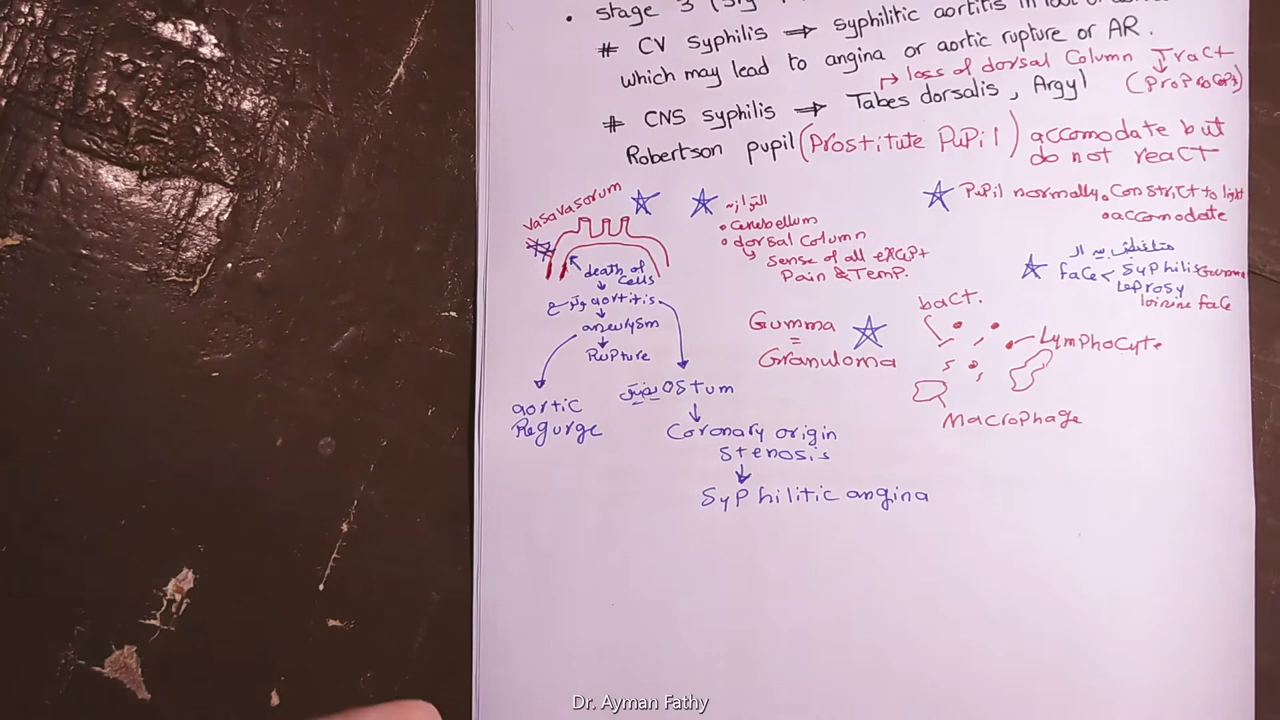 • stage 3
# CV syphilis ⇒ syphilitic aortitis in
which may lead to angina or aortic rupture or AR.
loss of dorsal Column Tract
# CNS syphilis ⇒ Tabes dorsalis, Argyl
Robertson pupil (Prostitute Pupil) accomodate but
do not react
Vasa vasorum
death of
cells
aortitis
aneurysm
Rupture
aortic
Regurge
ostum
Coronary origin
stenosis
Syphilitic angina
• Cerebellum
• dorsal Column
sense of all except
Pain & Temp.
Gumma
=
Granuloma
Pupil normally • Constrict to light
• accomodate
face < Syphilis Gumma
Leprosy
bact.
Lymphocyte
Macrophage
Dr. Ayman Fathy